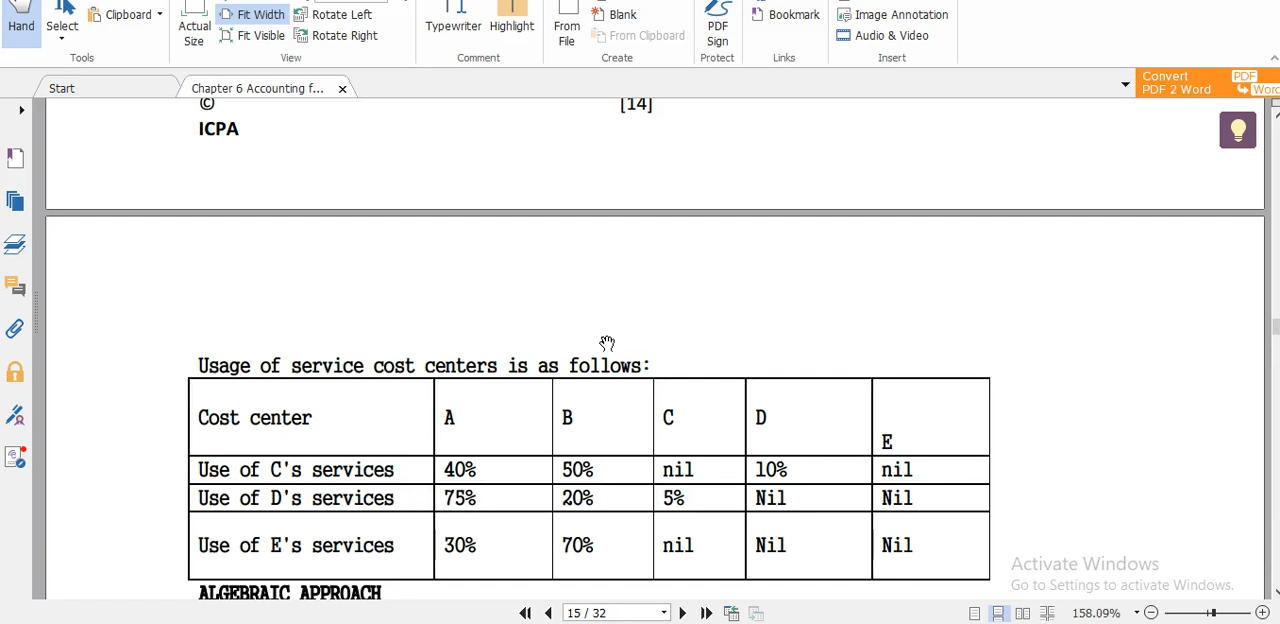 Hand
Select
Clipboard
Actual Size
Fit Width
Fit Visible
Rotate Left
Rotate Right
Typewriter
Highlight
From File
Blank
From Clipboard
PDF Sign
Bookmark
Image Annotation
Audio & Video
Tools
View
Comment
Create
Protect
Links
Insert
Start
Chapter 6 Accounting f...
Convert PDF
PDF 2 Word Word
© [14]
ICPA
Usage of service cost centers is as follows:
Cost center A B C D E
Use of C's services 40% 50% nil 10% nil
Use of D's services 75% 20% 5% Nil Nil
Use of E's services 30% 70% nil Nil Nil
ALGEBRAIC APPROACH
Activate Windows
Go to Settings to activate Windows.
15 / 32
158.09%